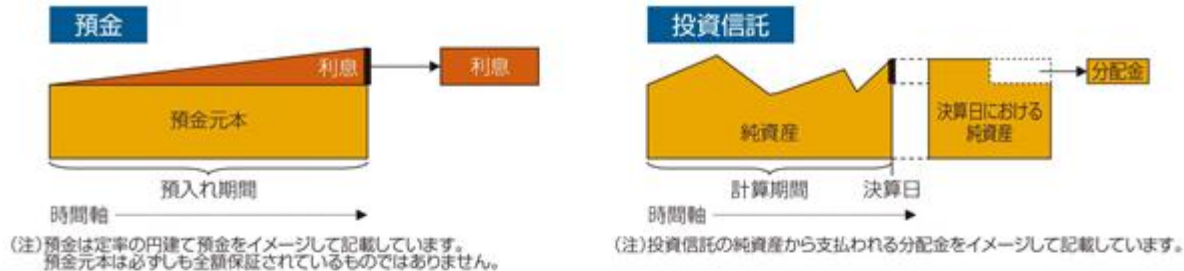 預金
利息
利息
預金元本
預入れ期間
時間軸
(注)預金は定率の円建て預金をイメージして記載しています。
預金元本は必ずしも全額保証されているものではありません。
投資信託
分配金
決算日における
純資産
純資産
計算期間
決算日
時間軸
(注)投資信託の純資産から支払われる分配金をイメージして記載しています。